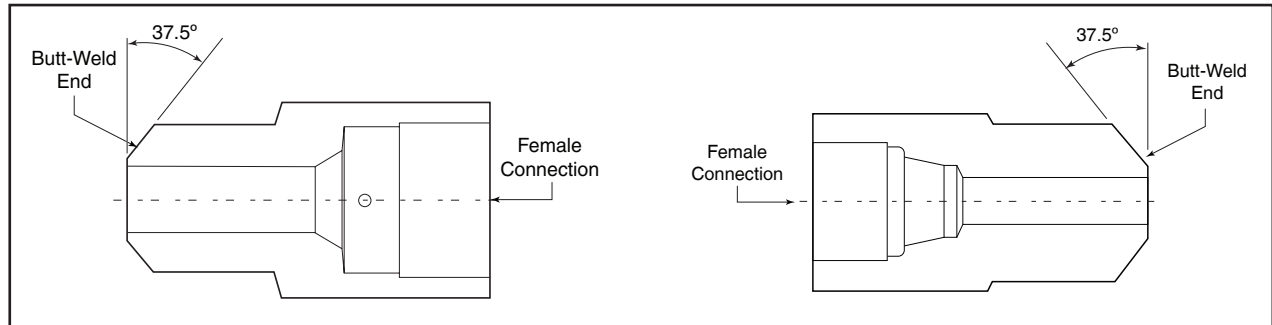 37.5º
Butt-Weld
End
Female
Connection
37.5º
Butt-Weld
End
Female
Connection